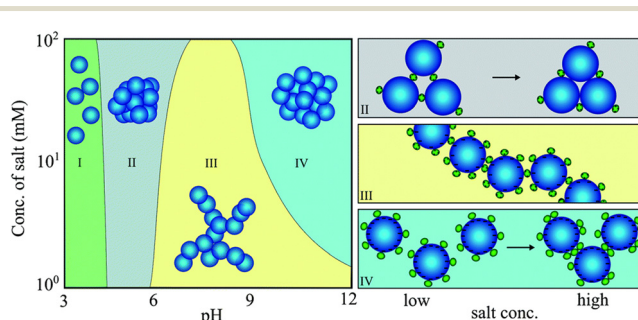 10²
10¹
10⁰
Conc. of salt (mM)
I
II
III
IV
3
6
9
12
pH
II
III
IV
low
high
salt conc.